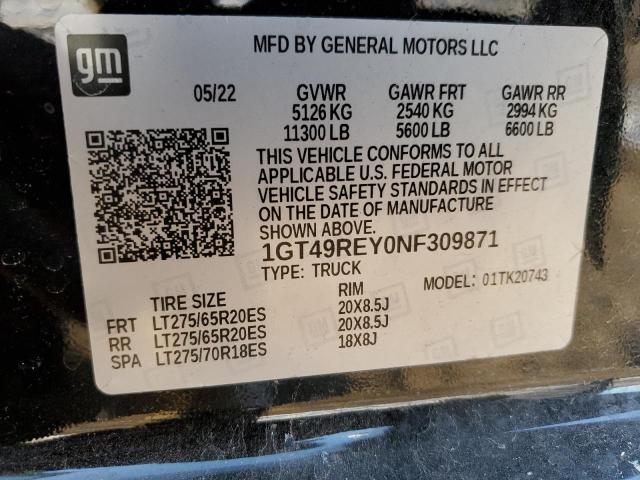 gm
MFD BY GENERAL MOTORS LLC
05/22 GVWR GAWR FRT GAWR RR
5126 KG 2540 KG 2994 KG
11300 LB 5600 LB 6600 LB
THIS VEHICLE CONFORMS TO ALL
APPLICABLE U.S. FEDERAL MOTOR
VEHICLE SAFETY STANDARDS IN EFFECT
ON THE DATE OF MANUFACTURE
SHOWN ABOVE.
1GT49REY0NF309871
TYPE: TRUCK MODEL: 01TK20743
TIRE SIZE RIM
FRT LT275/65R20ES 20X8.5J
RR LT275/65R20ES 20X8.5J
SPA LT275/70R18ES 18X8J